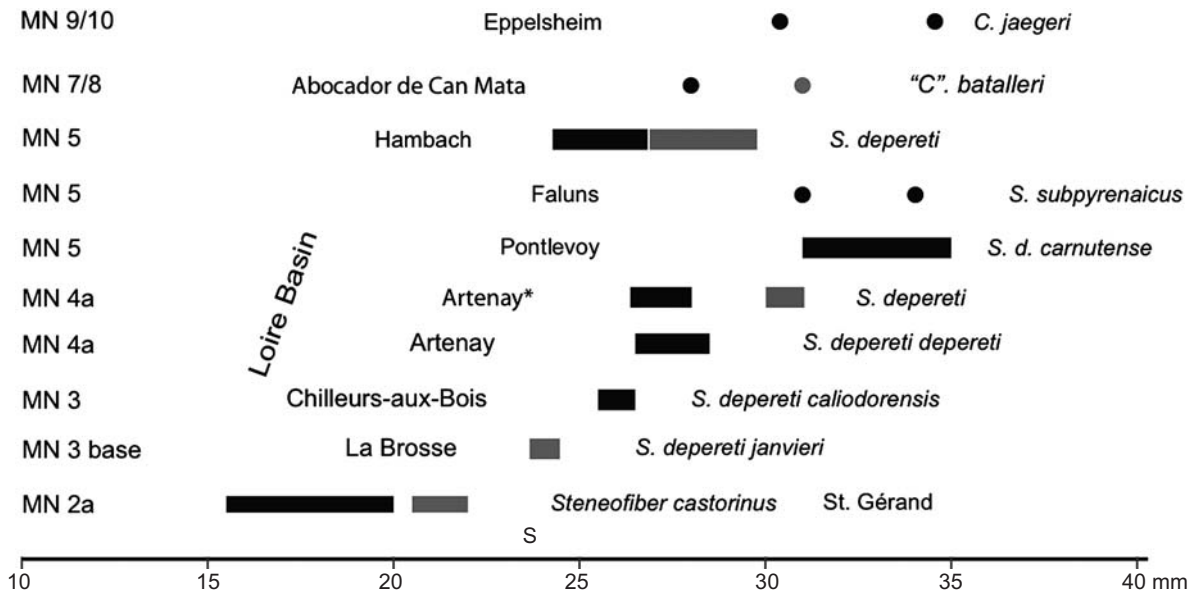 MN 9/10 Eppelsheim C. jaegeri
MN 7/8 Abocador de Can Mata “C”. batalleri
MN 5 Hambach S. depereti
MN 5 Faluns S. subpyrenaicus
MN 5 Pontlevoy S. d. carnutense
Loire Basin
MN 4a Artenay* S. depereti
MN 4a Artenay S. depereti depereti
MN 3 Chilleurs-aux-Bois S. depereti caliodorensis
MN 3 base La Brosse S. depereti janvieri
MN 2a Steneofiber castorinus St. Gérand
S
10 15 20 25 30 35 40 mm